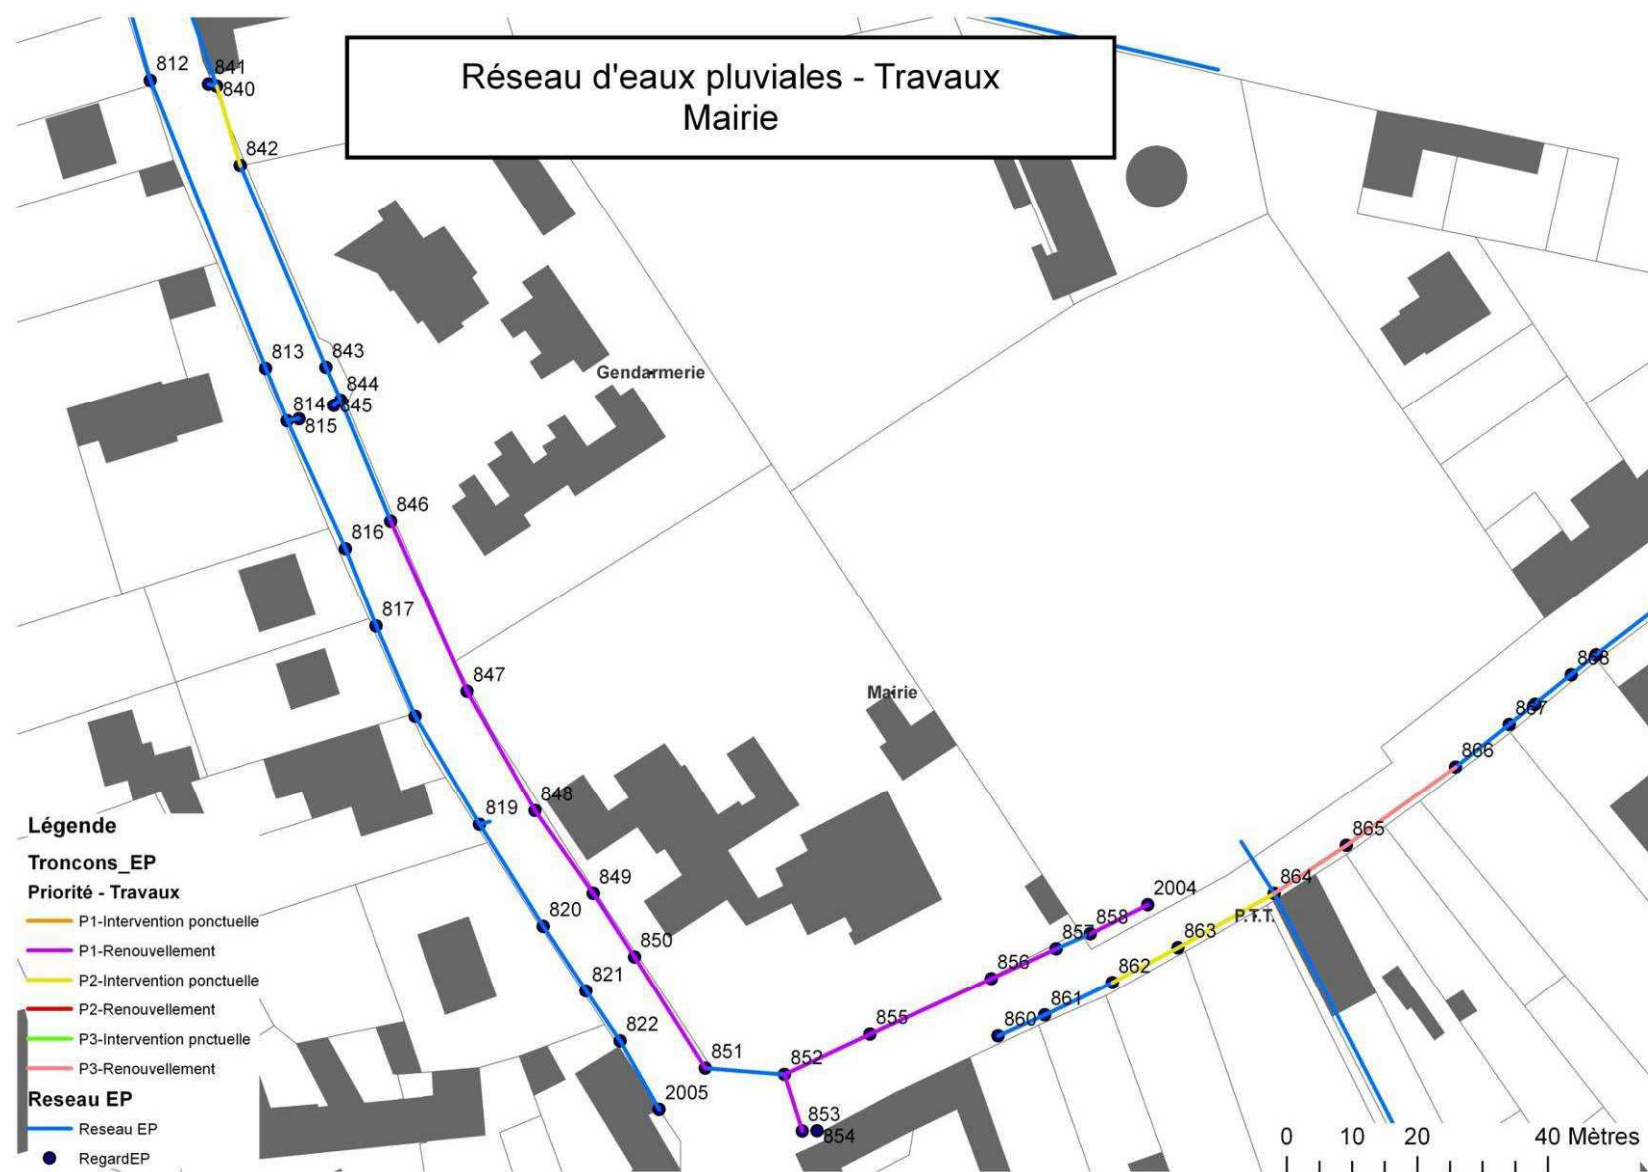 Réseau d'eaux pluviales - Travaux
Mairie
812
841
840
842
813
843
844
814
845
815
846
816
817
847
819
848
849
820
850
821
822
851
2005
852
853
854
855
856
857
858
2004
860
861
862
863
864
865
866
867
868
Gendarmerie
Mairie
P.T.T.
Légende
Troncons_EP
Priorité - Travaux
P1-Intervention ponctuelle
P1-Renouvellement
P2-Intervention ponctuelle
P2-Renouvellement
P3-Intervention pnctuelle
P3-Renouvellement
Reseau EP
Reseau EP
RegardEP
0 10 20 40 Mètres